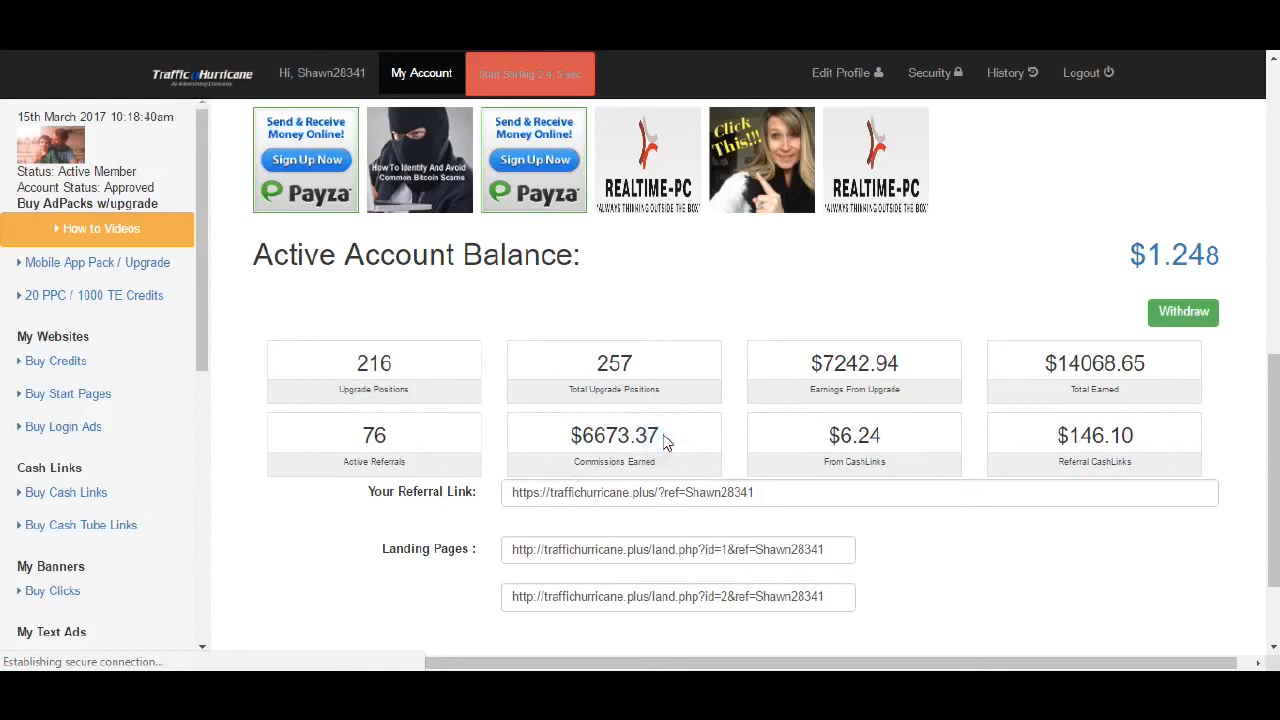 Traffic Hurricane
An Advertising Company
Hi, Shawn28341
My Account
Start Surfing 2,4, 5 sec
Edit Profile
Security
History
Logout
15th March 2017 10:18:40am
Status: Active Member
Account Status: Approved
Buy AdPacks w/upgrade
How to Videos
Mobile App Pack / Upgrade
20 PPC / 1000 TE Credits
My Websites
Buy Credits
Buy Start Pages
Buy Login Ads
Cash Links
Buy Cash Links
Buy Cash Tube Links
My Banners
Buy Clicks
My Text Ads
Send & Receive
Money Online!
Sign Up Now
Payza
How To Identify And Avoid
Common Bitcoin Scams
Send & Receive
Money Online!
Sign Up Now
Payza
REALTIME-PC
"ALWAYS THINKING OUTSIDE THE BOX"
Click
This!!!
REALTIME-PC
"ALWAYS THINKING OUTSIDE THE BOX"
Active Account Balance:
$1.248
Withdraw
216
Upgrade Positions
257
Total Upgrade Positions
$7242.94
Earnings From Upgrade
$14068.65
Total Earned
76
Active Referrals
$6673.37
Commissions Earned
$6.24
From CashLinks
$146.10
Referral CashLinks
Your Referral Link:
https://traffichurricane.plus/?ref=Shawn28341
Landing Pages :
http://traffichurricane.plus/land.php?id=1&ref=Shawn28341
http://traffichurricane.plus/land.php?id=2&ref=Shawn28341
Establishing secure connection...